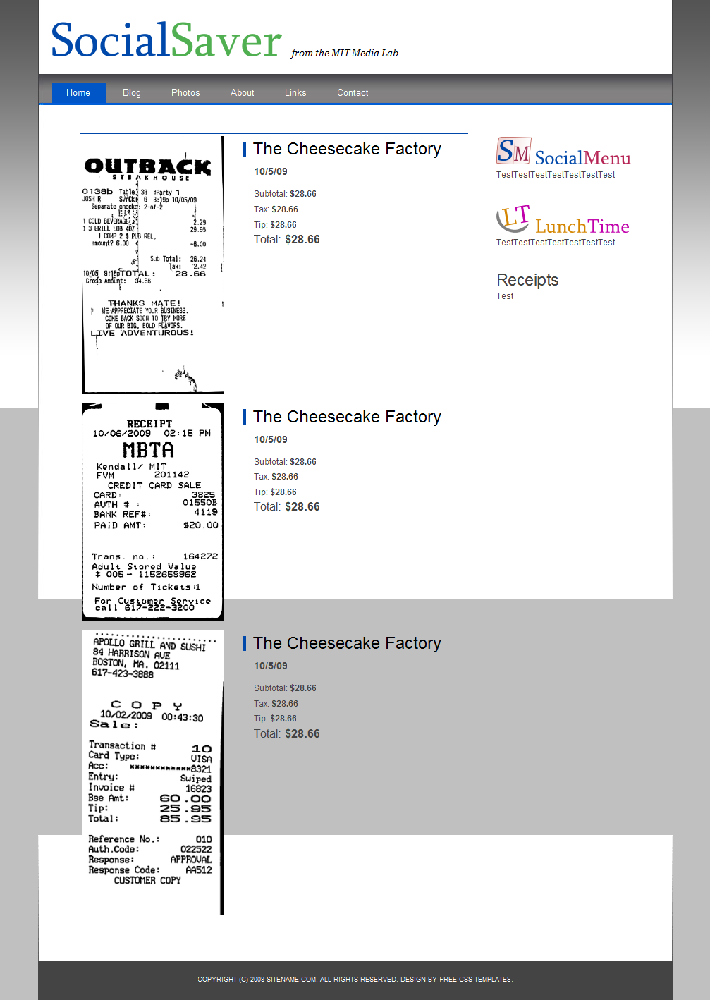 SocialSaver from the MIT Media Lab
Home Blog Photos About Links Contact
OUTBACK
STEAKHOUSE
0138b Table 38 #Party 1
JOSH R SvrCk: 6 8:19p 10/05/09
Separate checks: 2-of-2
1 COLD BEVERAGE 2.29
1 3 GRILL LOB 4OZ 29.95
1 COMP 2 $ PUB REL,
amount? 6.00 -6.00
Sub Total: 26.24
Tax: 2.42
10/05 9:15pTOTAL: 28.66
Gross Amount: 34.66
THANKS MATE!
WE APPRECIATE YOUR BUSINESS.
COME BACK SOON TO TRY MORE
OF OUR BIG, BOLD FLAVORS.
LIVE ADVENTUROUS!
The Cheesecake Factory
10/5/09
Subtotal: $28.66
Tax: $28.66
Tip: $28.66
Total: $28.66
RECEIPT
10/06/2009 02:15 PM
MBTA
Kendall/ MIT
FVM 201142
CREDIT CARD SALE
CARD: 3825
AUTH # : 01550B
BANK REF#: 4119
PAID AMT: $20.00
Trans. no.: 164272
Adult Stored Value
# 005 - 1152659962
Number of Tickets:1
For Customer Service
call 617-222-3200
The Cheesecake Factory
10/5/09
Subtotal: $28.66
Tax: $28.66
Tip: $28.66
Total: $28.66
APOLLO GRILL AND SUSHI
84 HARRISON AVE
BOSTON, MA. 02111
617-423-3888
COPY
10/02/2009 00:43:30
Sale:
Transaction # 10
Card Type: VISA
Acc: ************8321
Entry: Swiped
Invoice # 16823
Bse Amt: 60.00
Tip: 25.95
Total: 85.95
Reference No.: 010
Auth.Code: 022522
Response: APPROVAL
Response Code: AA512
CUSTOMER COPY
The Cheesecake Factory
10/5/09
Subtotal: $28.66
Tax: $28.66
Tip: $28.66
Total: $28.66
SM SocialMenu
TestTestTestTestTestTestTest
LT LunchTime
TestTestTestTestTestTestTest
Receipts
Test
COPYRIGHT (C) 2008 SITENAME.COM. ALL RIGHTS RESERVED. DESIGN BY FREE CSS TEMPLATES.